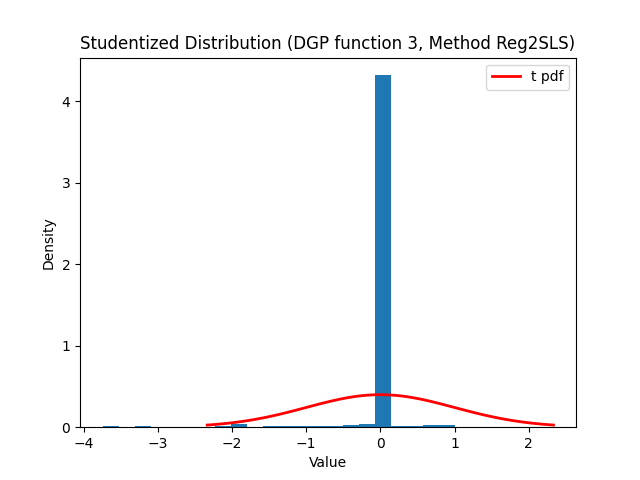 Studentized Distribution (DGP function 3, Method Reg2SLS)
t pdf
4
3
2
1
0
Density
−4 −3 −2 −1 0 1 2
Value